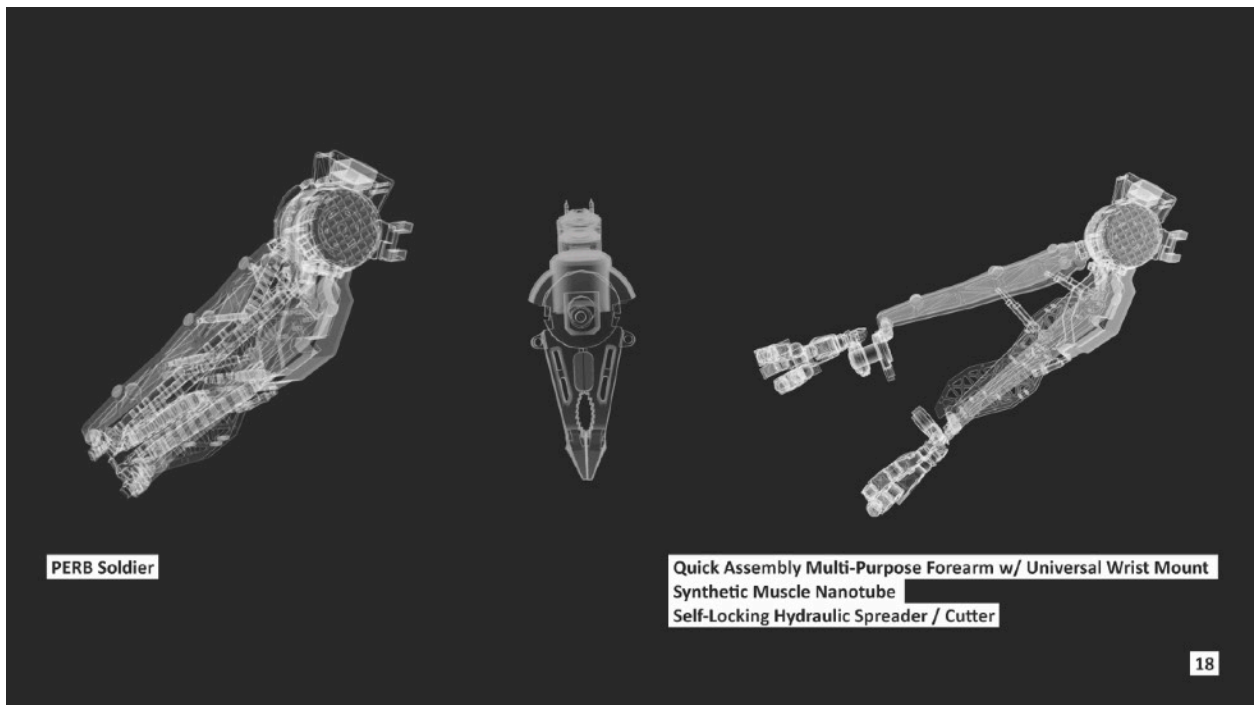 PERB Soldier
Quick Assembly Multi-Purpose Forearm w/ Universal Wrist Mount
Synthetic Muscle Nanotube
Self-Locking Hydraulic Spreader / Cutter
18